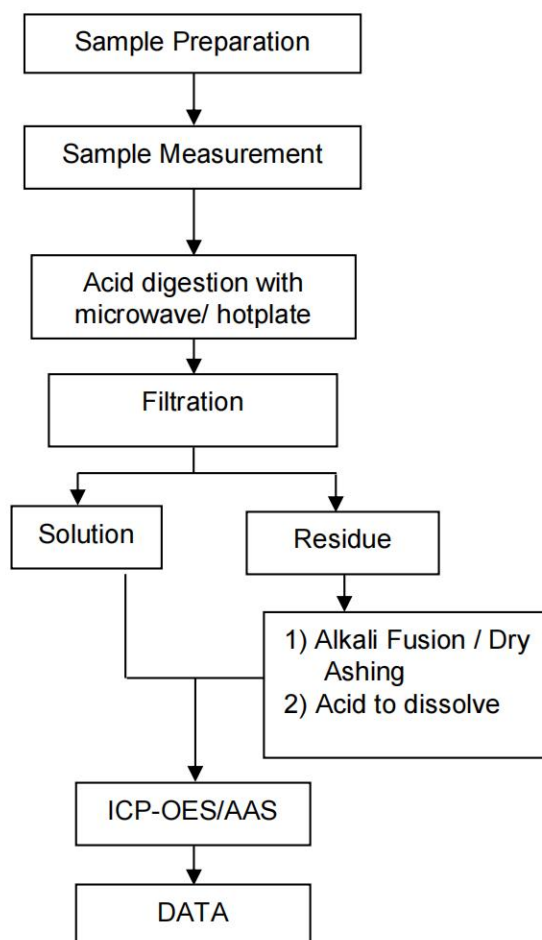 Sample Preparation
Sample Measurement
Acid digestion with
microwave/ hotplate
Filtration
Solution
Residue
1) Alkali Fusion / Dry
Ashing
2) Acid to dissolve
ICP-OES/AAS
DATA